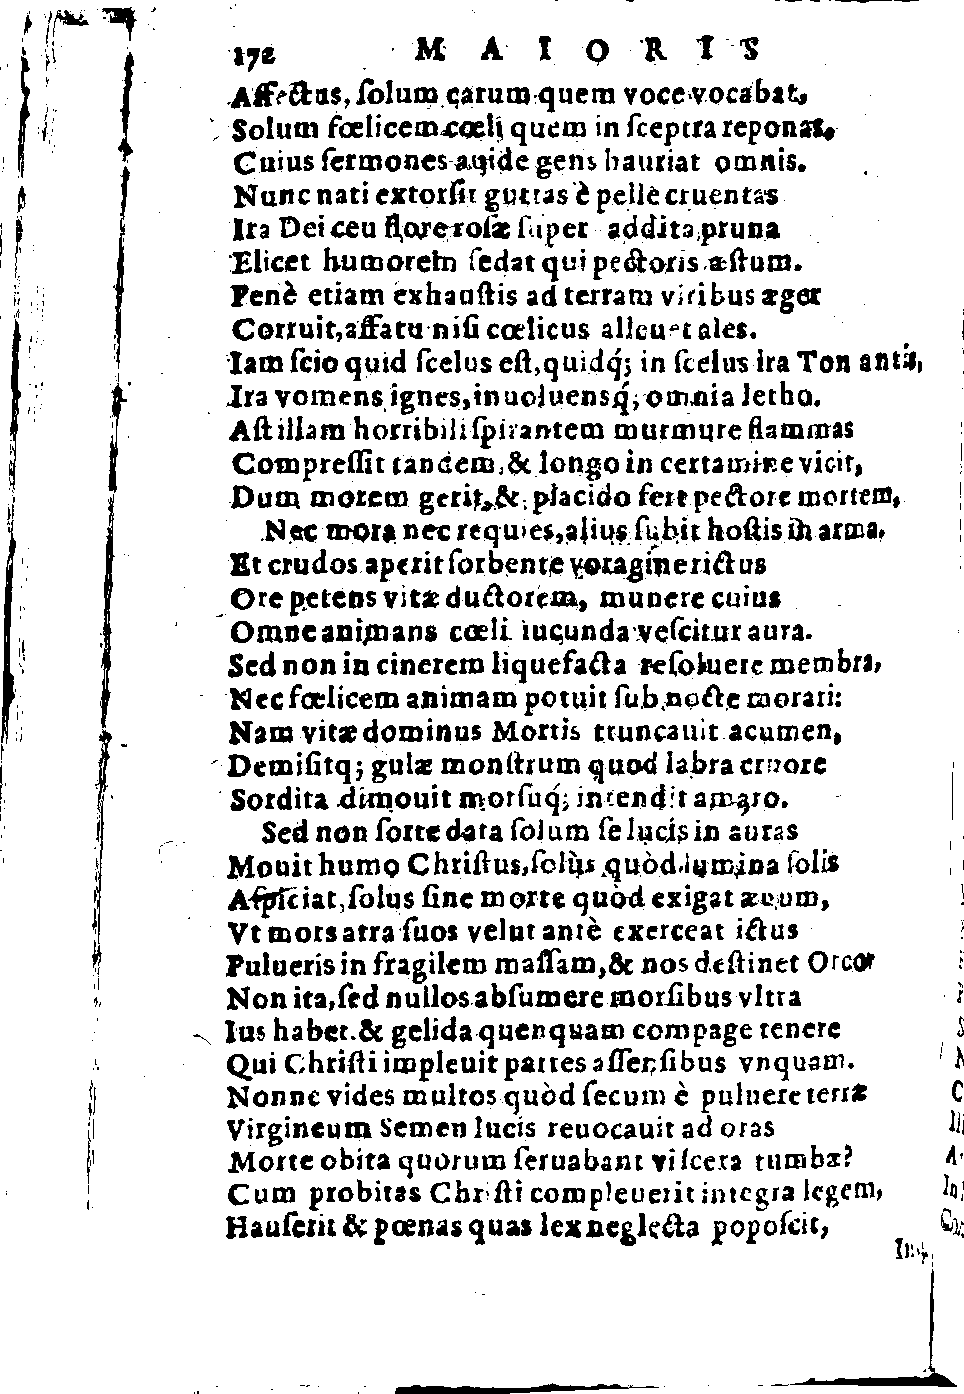 172 MAIORIS
Affectus, ſolum carum quem voce vocabat,
Solum fœlicem cœli quem in ſceptra reponat,
Cuius ſermones auide gens hauriat omnis.
Nunc nati extorſit guttas è pelle cruentas
Ira Dei ceu flore roſæ ſuper addita pruna
Elicet humorem ſedat qui pectoris æſtum.
Penè etiam exhauſtis ad terram viribus æger
Corruit, affatu niſi cœlicus alleuet ales.
Iam ſcio quid ſcelus eſt, quidq́; in ſcelus ira Tonantis,
Ira vomens ignes, inuoluensq́; omnia letho.
Aſt illam horribili ſpirantem murmure flammas
Compreſſit tandem, & longo in certamine vicit,
Dum morem gerit, & placido fert pectore mortem,
Nec mora nec requies, alius ſubit hoſtis in arma,
Et crudos aperit ſorbente voragine rictus
Ore petens vitæ ductorem, munere cuius
Omne animans cœli iucunda veſcitur aura.
Sed non in cinerem liquefacta reſoluere membra,
Nec fœlicem animam potuit ſub nocte morari:
Nam vitæ dominus Mortis truncauit acumen,
Demiſitq; gulæ monſtrum quod labra cruore
Sordita dimouit morſuq́; intendit amaro.
Sed non ſorte data ſolum ſe lucis in auras
Mouit humo Chriſtus, ſolùs quòd lumina ſolis
Aſpiciat, ſolus ſine morte quòd exigat æuum,
Vt mors atra ſuos velut antè exerceat ictus
Pulueris in fragilem maſſam, & nos deſtinet Orco:
Non ita, ſed nullos abſumere morſibus vltra
Ius habet & gelida quenquam compage tenere
Qui Chriſti impleuit partes aſſenſibus vnquam.
Nonne vides multos quòd ſecum è puluere terræ
Virgineum Semen lucis reuocauit ad oras
Morte obita quorum ſeruabant viſcera tumbæ?
Cum probitas Chriſti compleuerit integra legem,
Hauſerit & pœnas quas lex neglecta popoſcit,